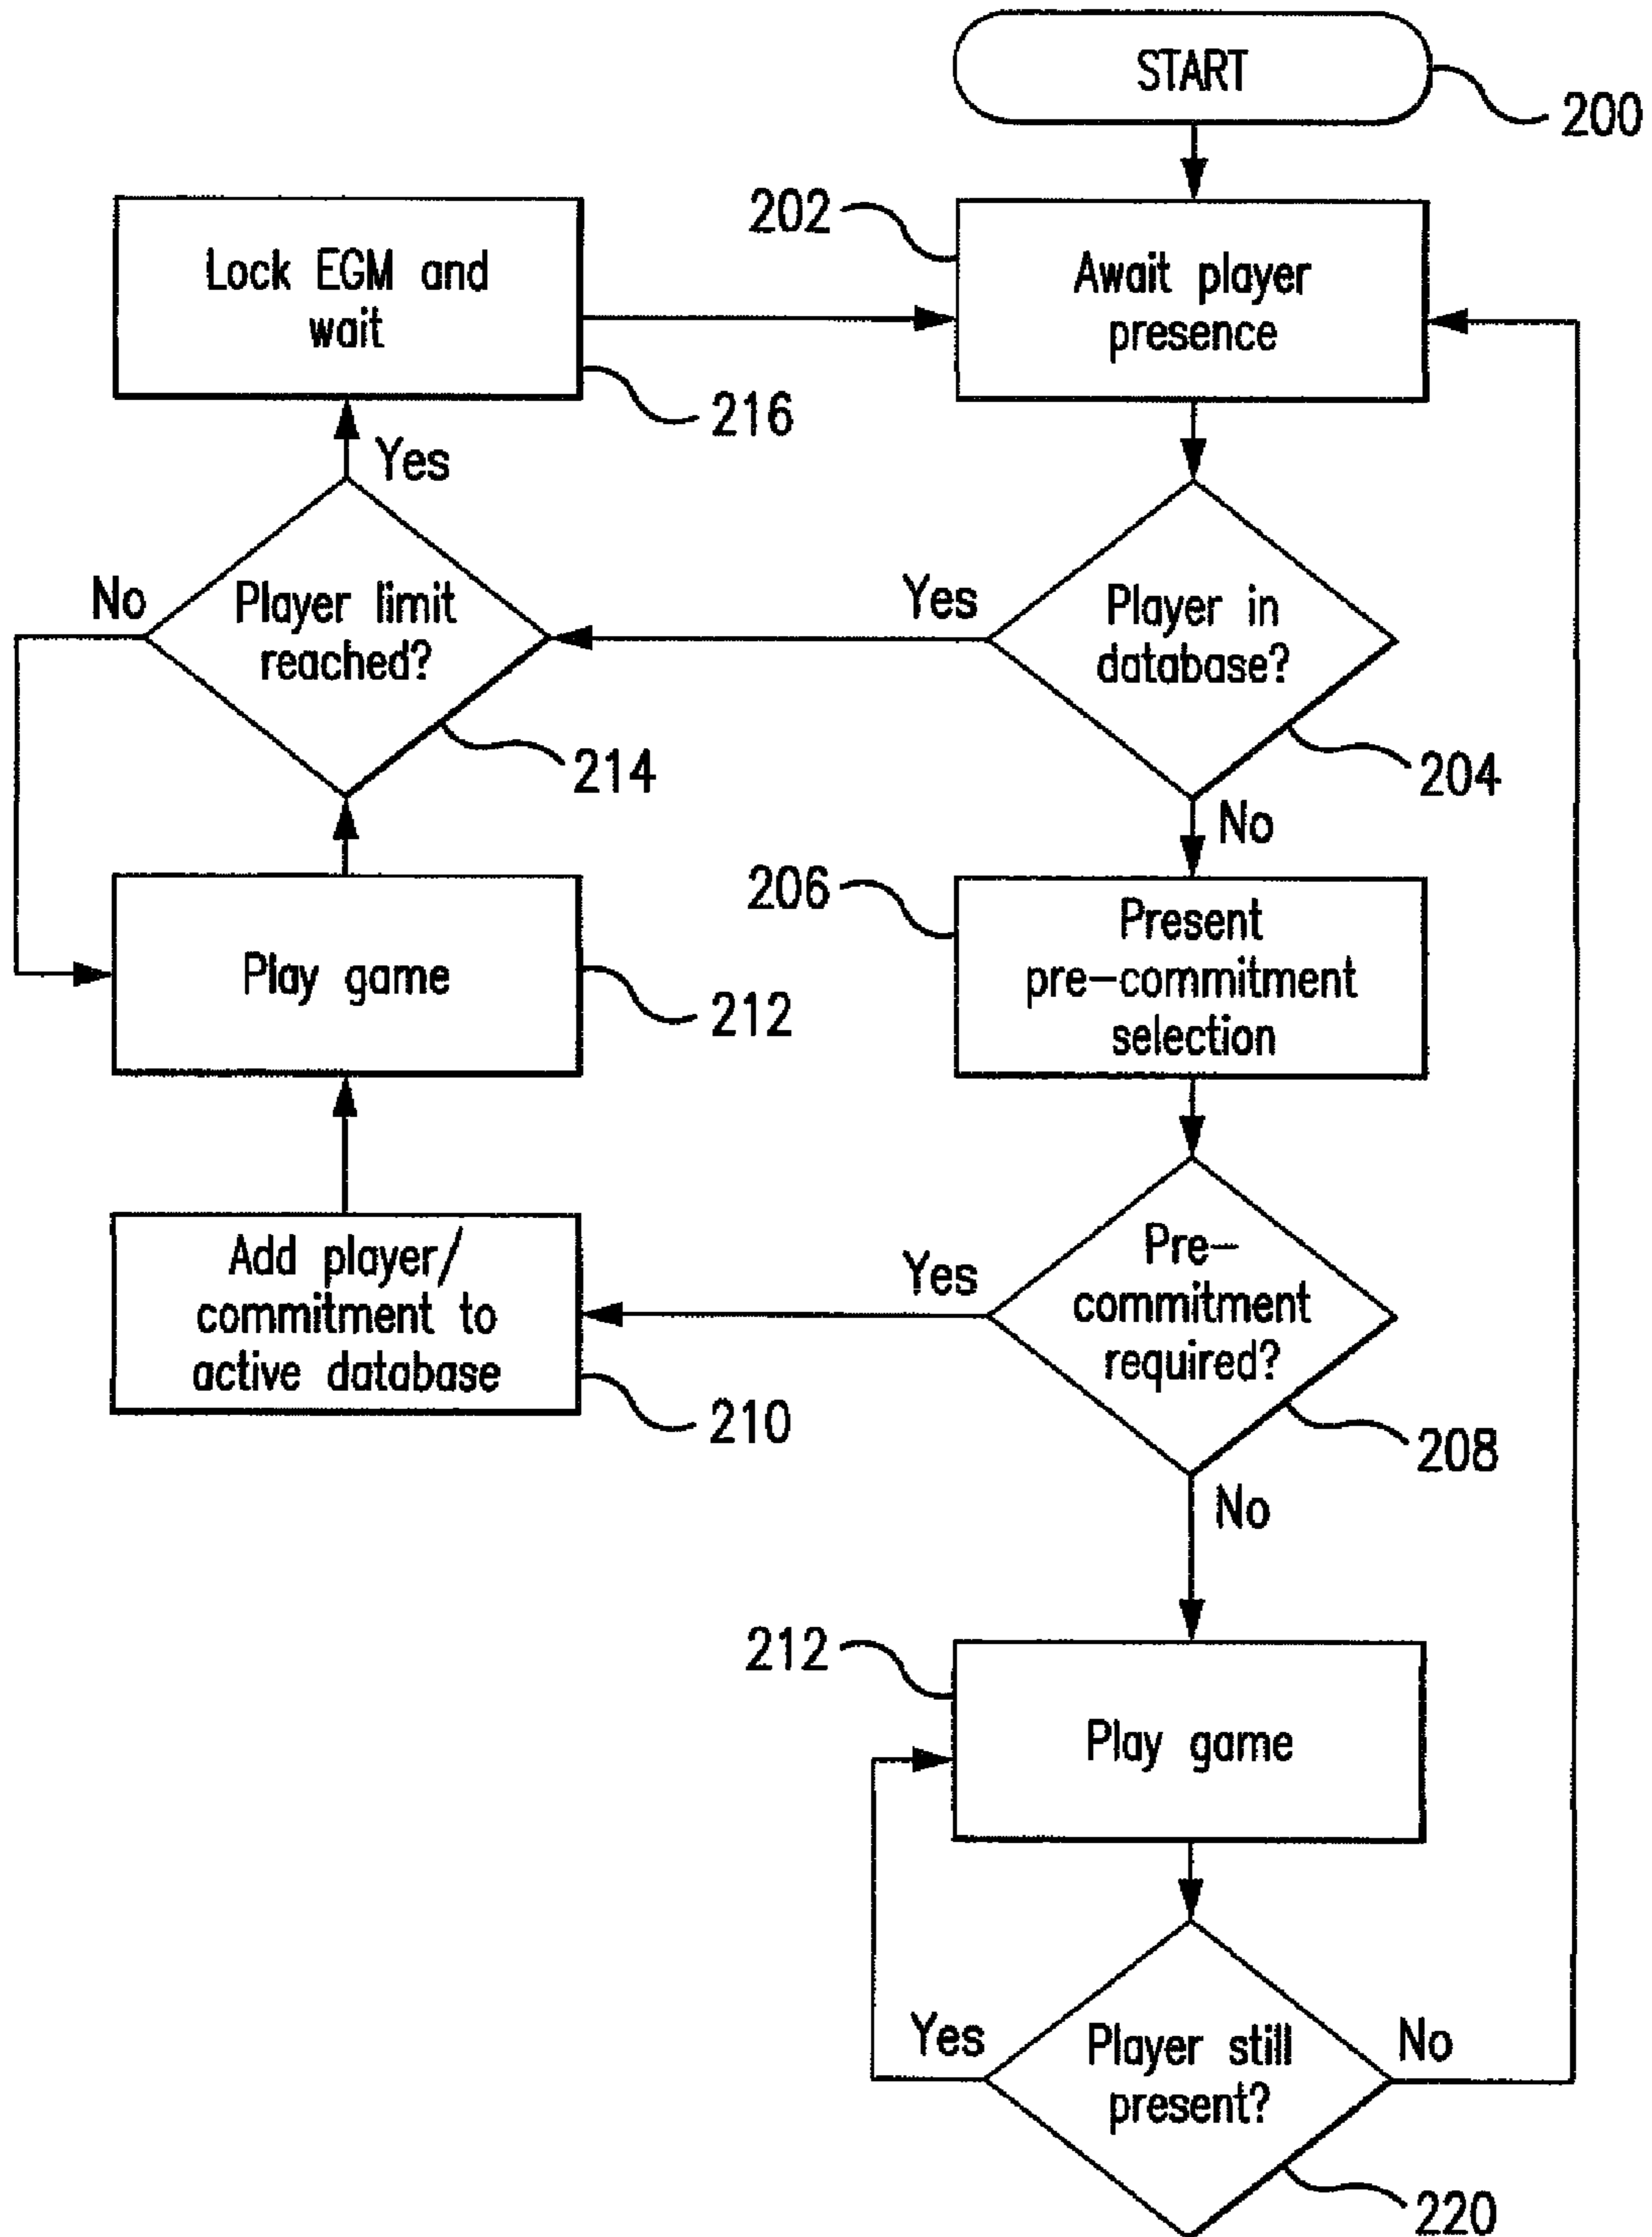 START
200
202
Await player
presence
Lock EGM and
wait
216
Yes
No
Player limit
reached?
214
Yes
Player in
database?
204
No
206
Present
pre-commitment
selection
Play game
212
Add player/
commitment to
active database
210
Yes
Pre-
commitment
required?
208
No
212
Play game
Yes
Player still
present?
No
220